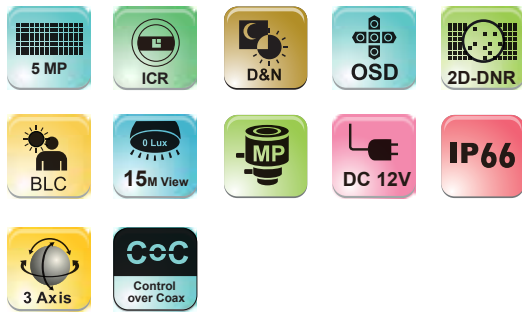 5 MP
ICR
D&N
OSD
2D-DNR
BLC
0 Lux
15M View
MP
DC 12V
IP66
3 Axis
CoC
Control
over Coax